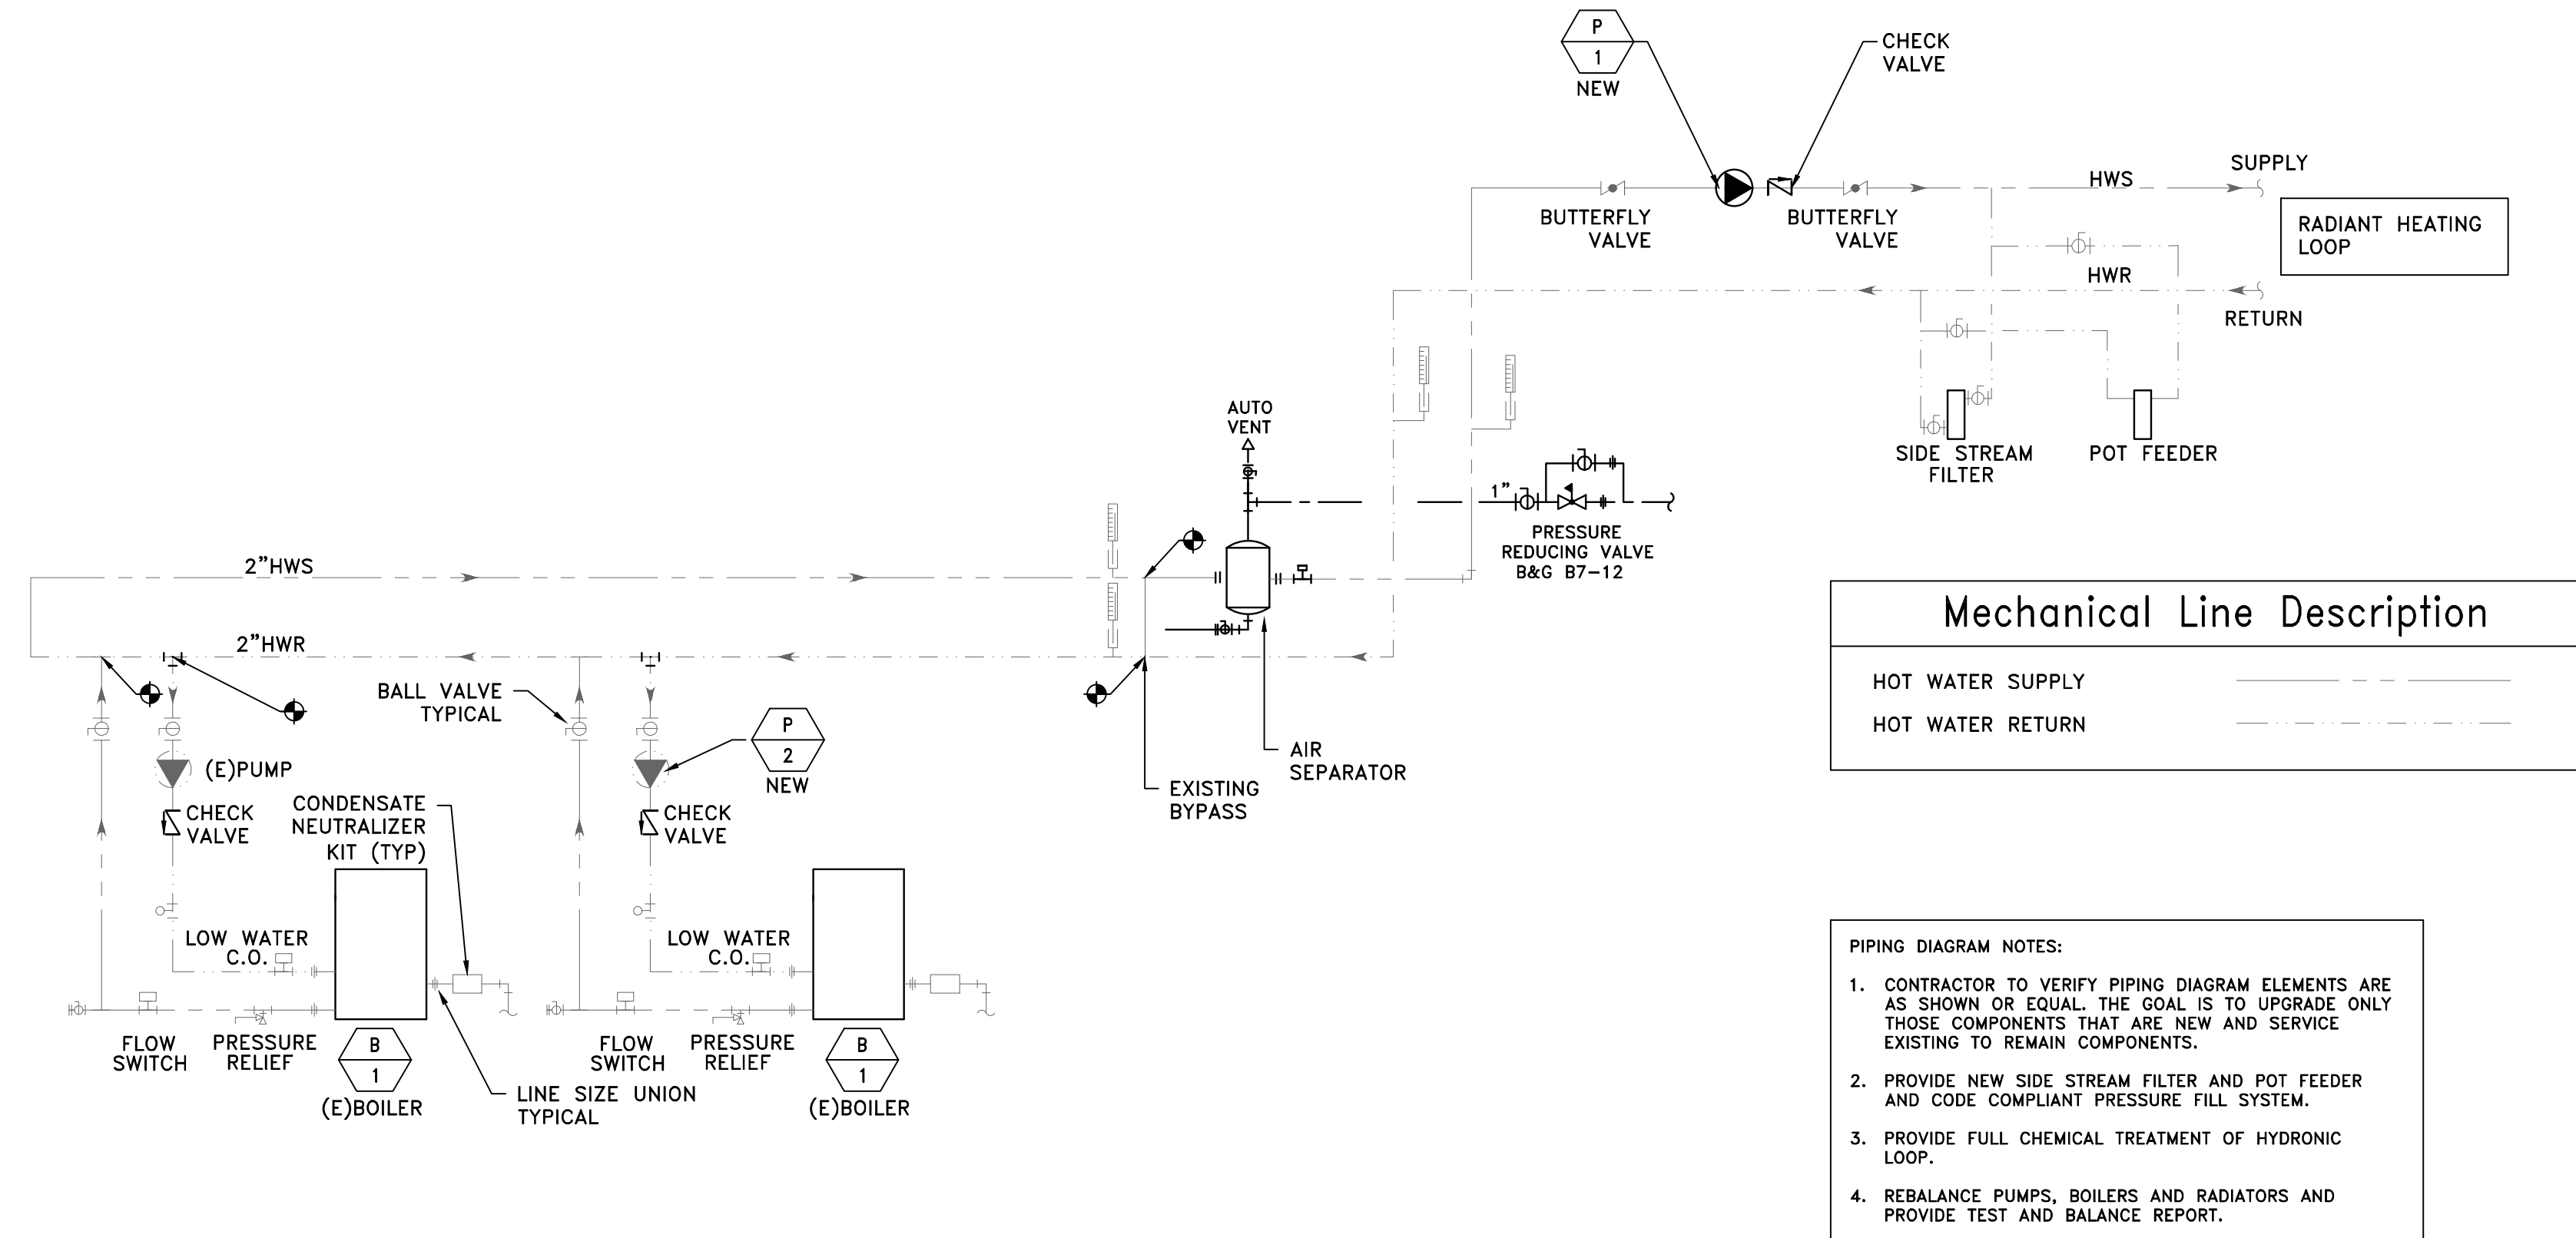 P
1
NEW
CHECK
VALVE
SUPPLY
HWS
BUTTERFLY
VALVE
BUTTERFLY
VALVE
RADIANT HEATING
LOOP
HWR
RETURN
AUTO
VENT
SIDE STREAM
FILTER
POT FEEDER
1"
PRESSURE
REDUCING VALVE
B&G B7-12
2"HWS
2"HWR
Mechanical Line Description
HOT WATER SUPPLY
HOT WATER RETURN
BALL VALVE
TYPICAL
P
2
NEW
(E)PUMP
AIR
SEPARATOR
EXISTING
BYPASS
CONDENSATE
NEUTRALIZER
KIT (TYP)
CHECK
VALVE
CHECK
VALVE
LOW WATER
C.O.
LOW WATER
C.O.
FLOW
SWITCH
PRESSURE
RELIEF
B
1
(E)BOILER
LINE SIZE UNION
TYPICAL
FLOW
SWITCH
PRESSURE
RELIEF
B
1
(E)BOILER
PIPING DIAGRAM NOTES:
1. CONTRACTOR TO VERIFY PIPING DIAGRAM ELEMENTS ARE
AS SHOWN OR EQUAL. THE GOAL IS TO UPGRADE ONLY
THOSE COMPONENTS THAT ARE NEW AND SERVICE
EXISTING TO REMAIN COMPONENTS.
2. PROVIDE NEW SIDE STREAM FILTER AND POT FEEDER
AND CODE COMPLIANT PRESSURE FILL SYSTEM.
3. PROVIDE FULL CHEMICAL TREATMENT OF HYDRONIC
LOOP.
4. REBALANCE PUMPS, BOILERS AND RADIATORS AND
PROVIDE TEST AND BALANCE REPORT.